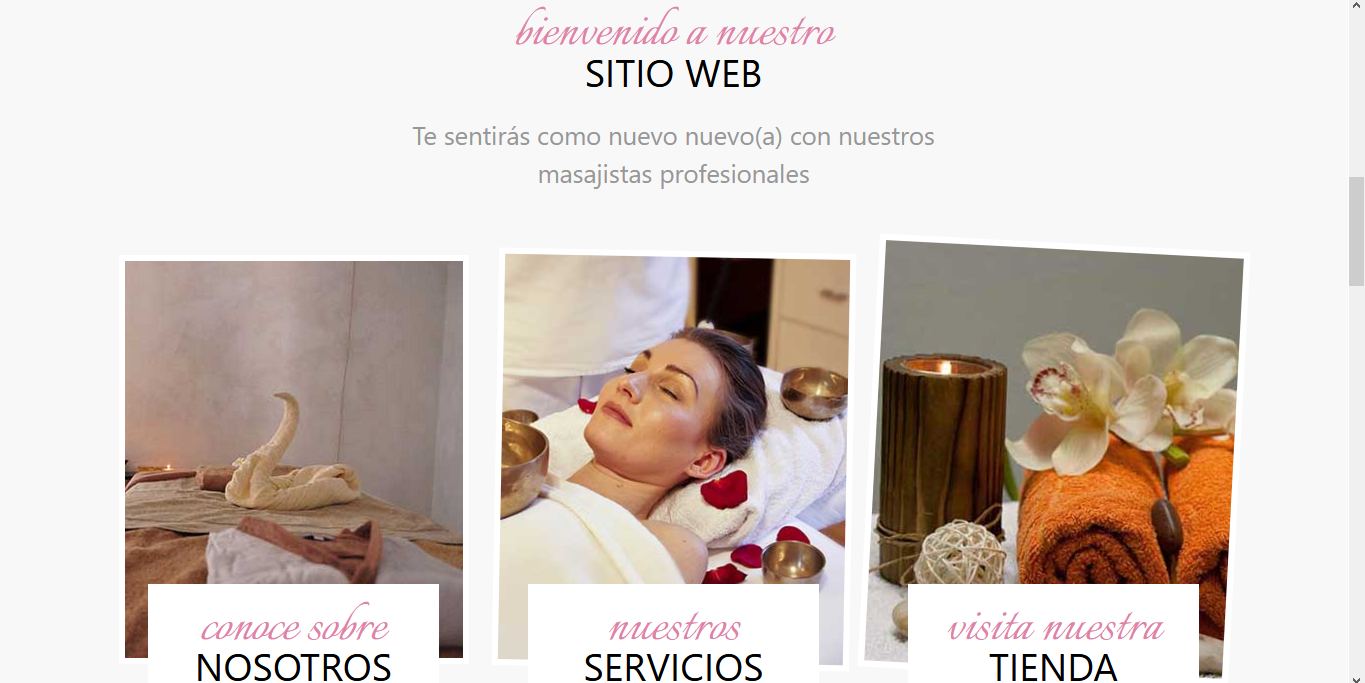 bienvenido a nuestro
SITIO WEB
Te sentirás como nuevo nuevo(a) con nuestros
masajistas profesionales
conoce sobre
NOSOTROS
nuestros
SERVICIOS
visita nuestra
TIENDA